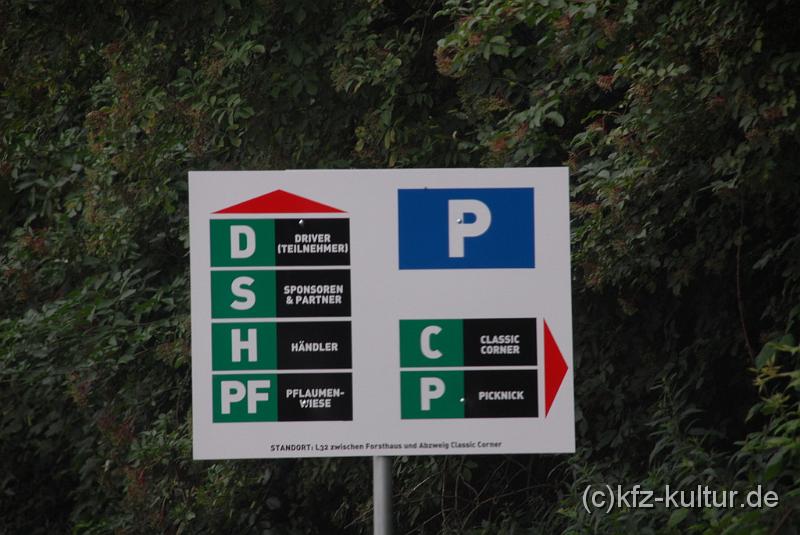 P
D DRIVER
(TEILNEHMER)
S SPONSOREN
& PARTNER
H HÄNDLER
PF PFLAUMEN-
WIESE
C CLASSIC
CORNER
P PICKNICK
STANDORT: L32 zwischen Forsthaus und Abzweig Classic Corner
(c)kfz-kultur.de